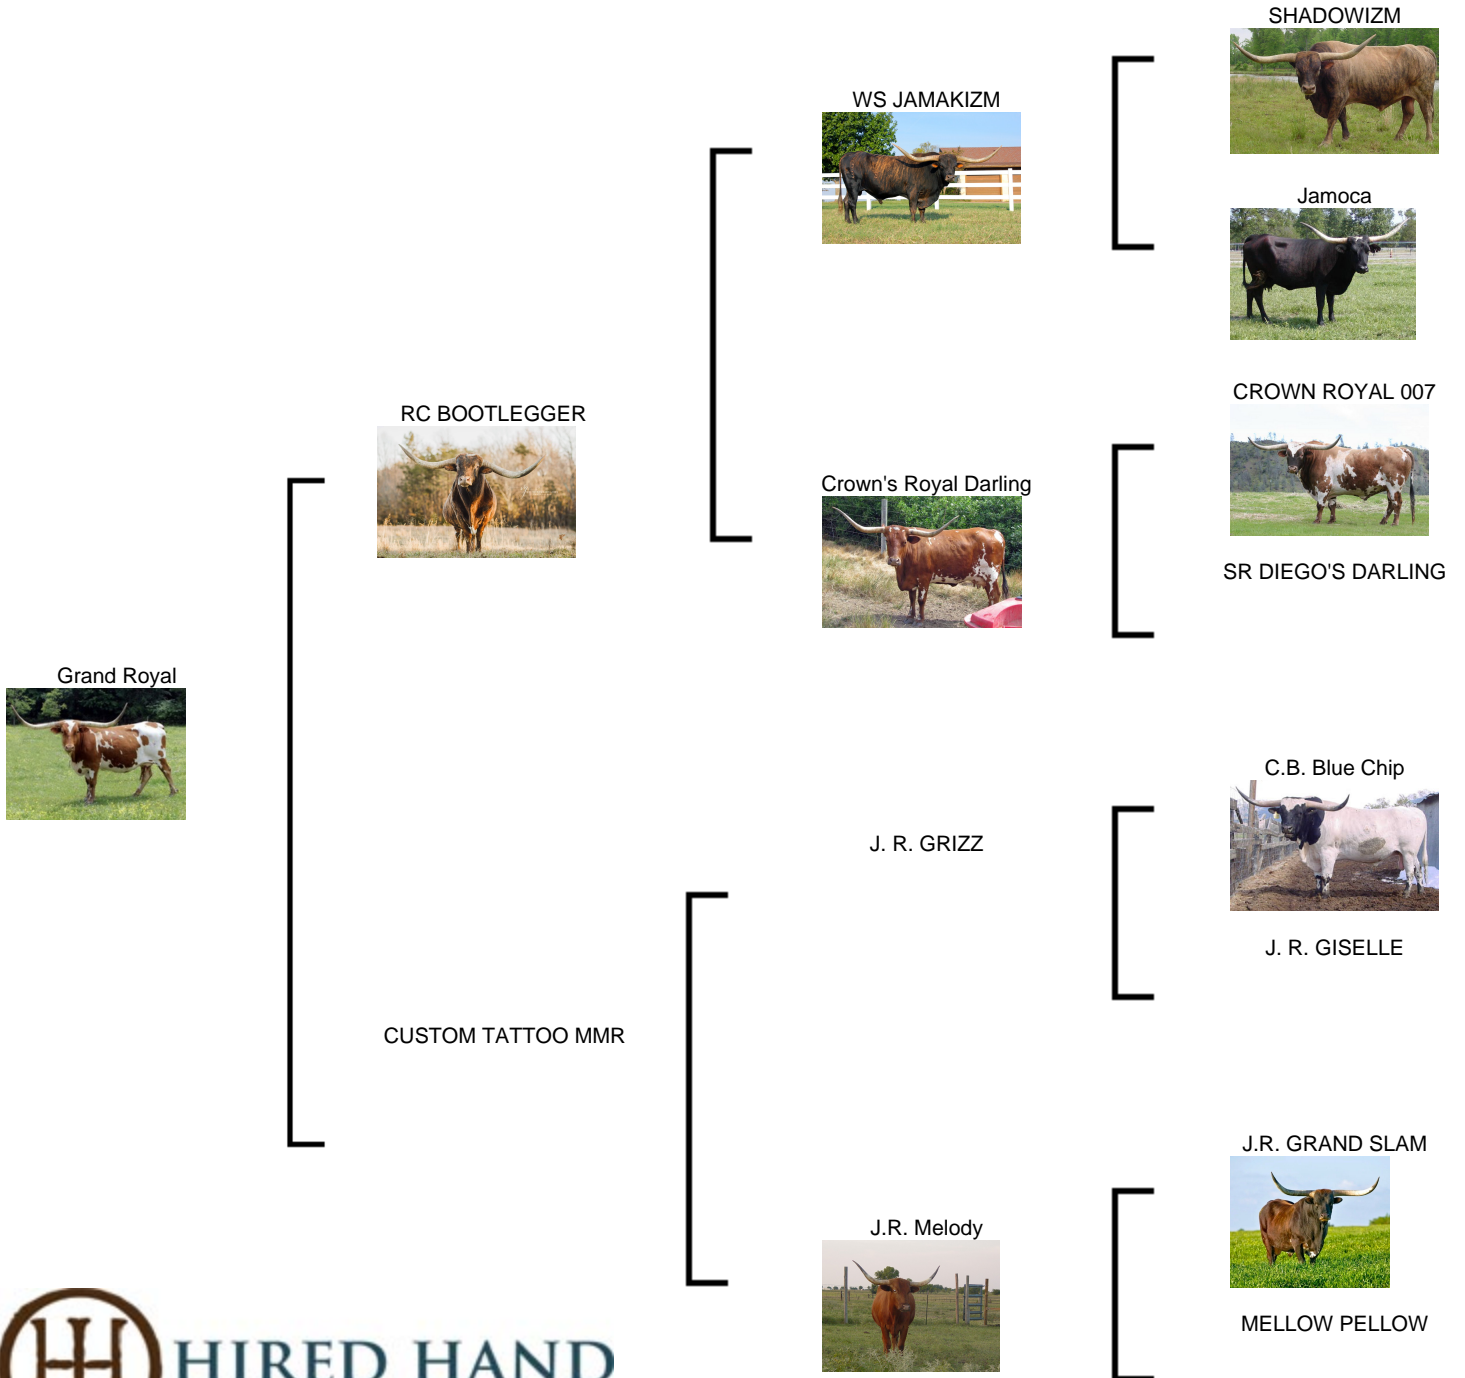 SHADOWIZM
WS JAMAKIZM
Jamoca
CROWN ROYAL 007
RC BOOTLEGGER
Crown's Royal Darling
SR DIEGO'S DARLING
Grand Royal
C.B. Blue Chip
J. R. GRIZZ
J. R. GISELLE
CUSTOM TATTOO MMR
J.R. GRAND SLAM
J.R. Melody
MELLOW PELLOW
HIRED HAND